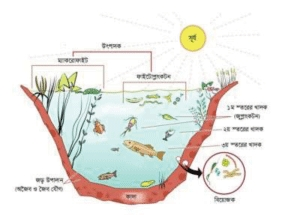 উৎপাদক
সূর্য
ম্যাক্রোফাইট
ফাইটোপ্লাংকটন
১ম স্তরের খাদক
(জুপ্লাংকটন)
২য় স্তরের খাদক
৩য় স্তরের খাদক
জড় উপাদান
(অজৈব ও জৈব যৌগ)
কাদা
বিয়োজক